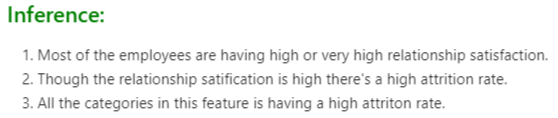 Inference:
1. Most of the employees are having high or very high relationship satisfaction.
2. Though the relationship satification is high there's a high attrition rate.
3. All the categories in this feature is having a high attriton rate.